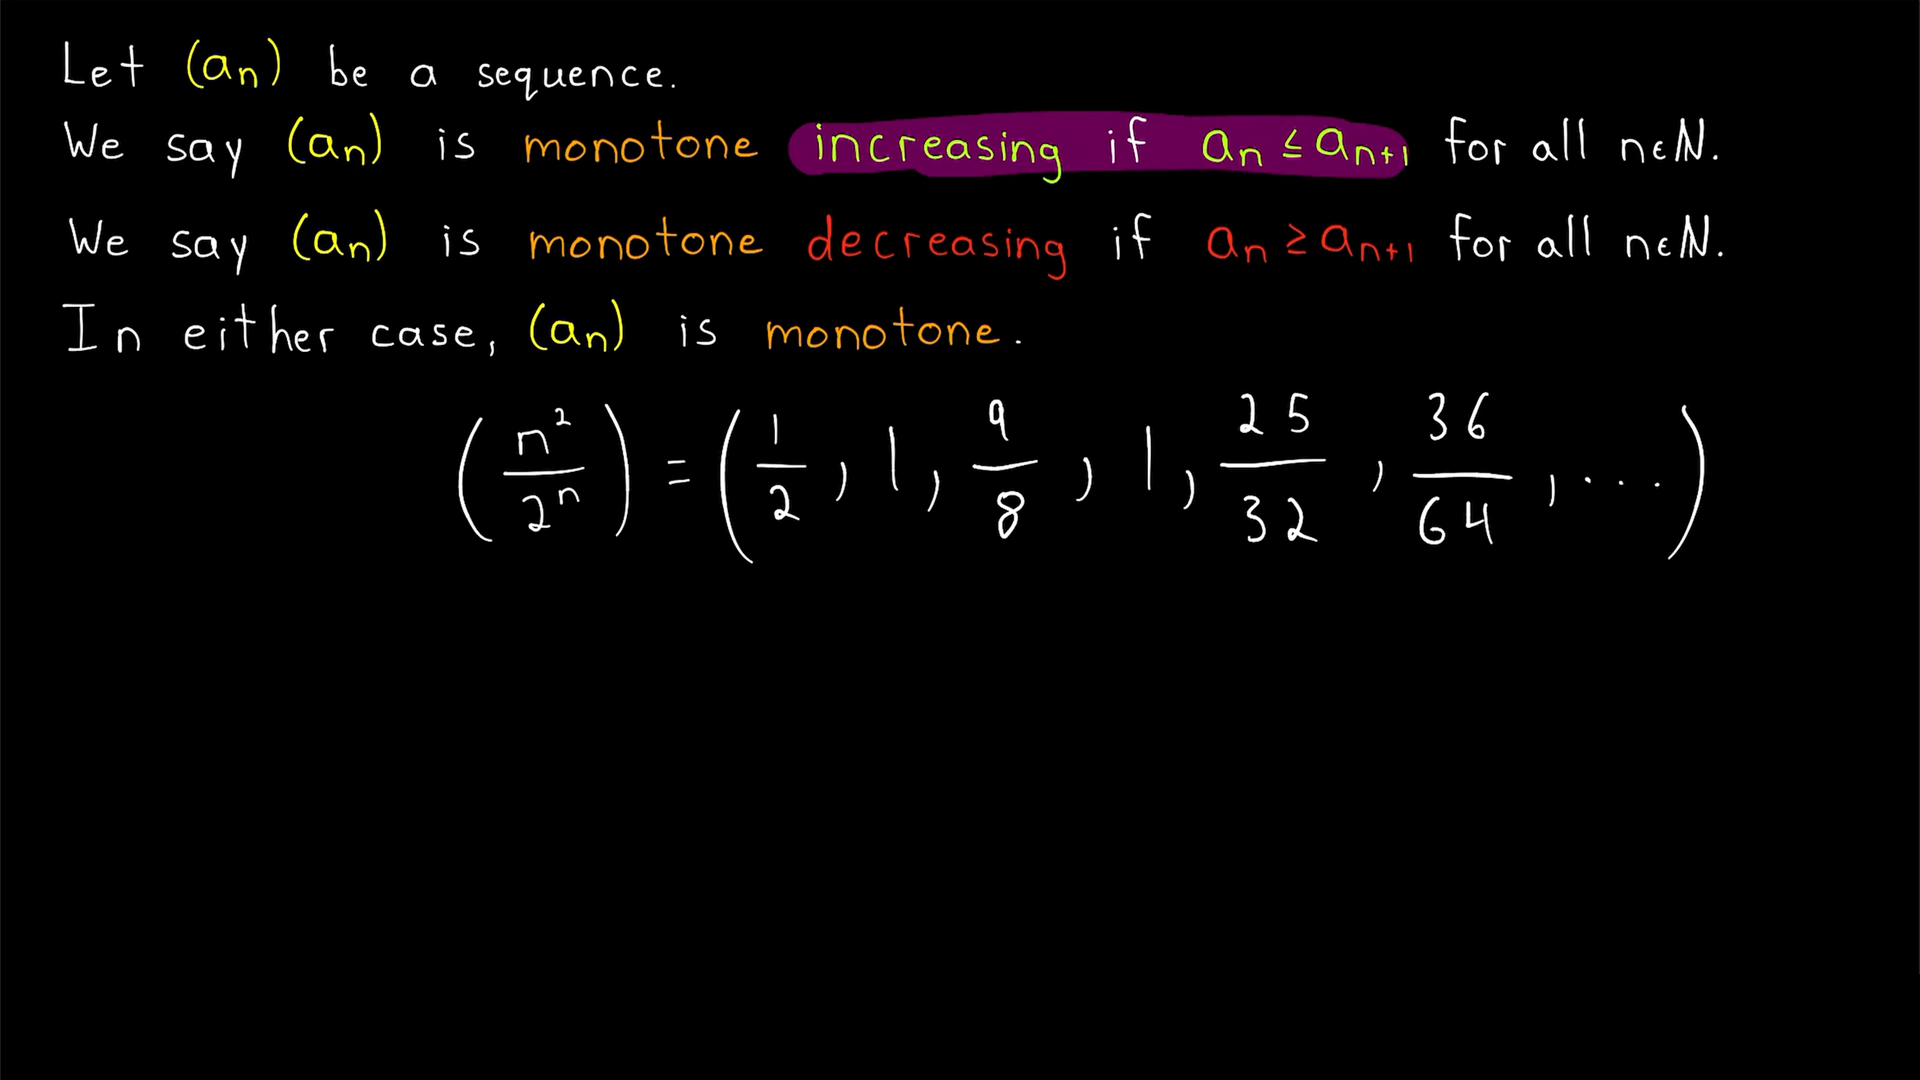 Let (aₙ) be a sequence.
We say (aₙ) is monotone increasing if aₙ ≤ aₙ₊₁ for all n∈ℕ.
We say (aₙ) is monotone decreasing if aₙ ≥ aₙ₊₁ for all n∈ℕ.
In either case, (aₙ) is monotone.
(n²/2ⁿ) = (1/2, 1, 9/8, 1, 25/32, 36/64, ...)